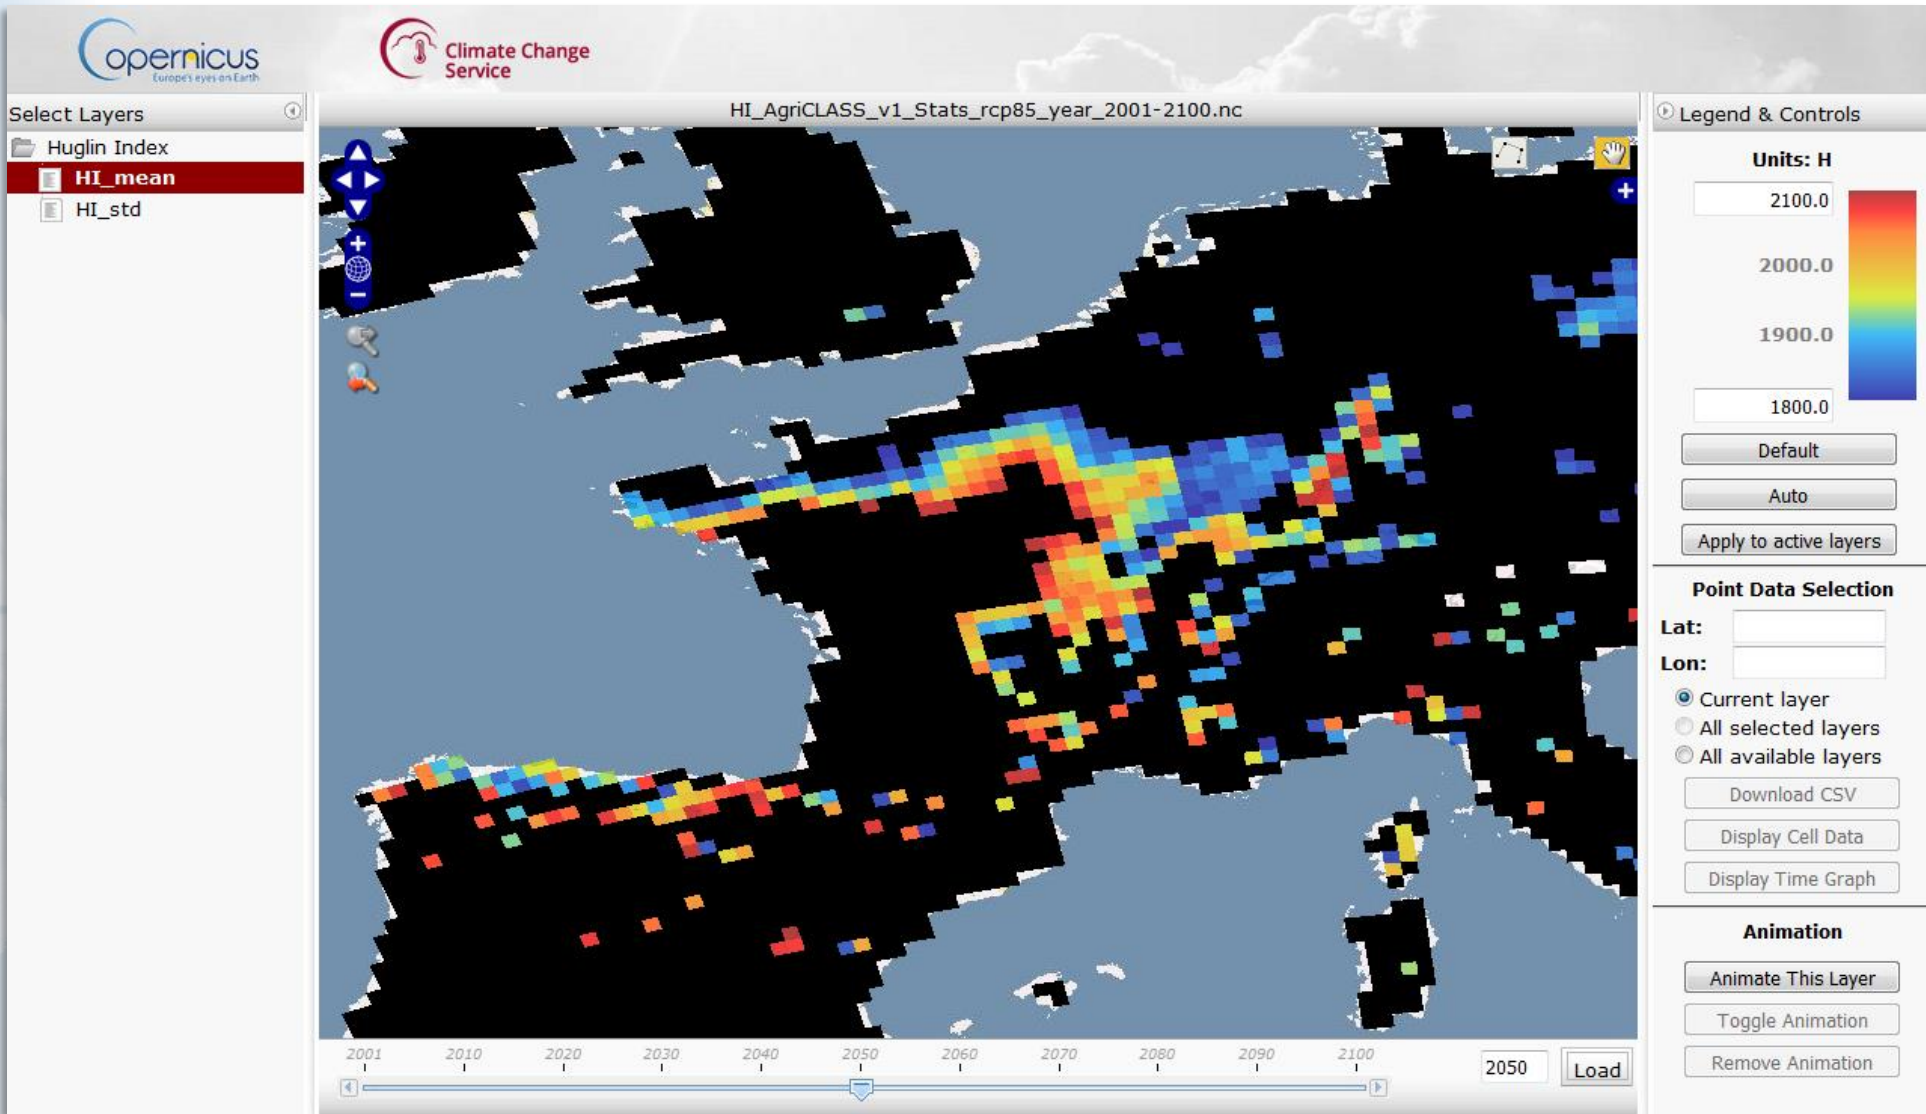 Copernicus
Europe's eyes on Earth
Climate Change
Service
Select Layers
Huglin Index
HI_mean
HI_std
HI_AgriCLASS_v1_Stats_rcp85_year_2001-2100.nc
Legend & Controls
Units: H
2100.0
2000.0
1900.0
1800.0
Default
Auto
Apply to active layers
Point Data Selection
Lat:
Lon:
Current layer
All selected layers
All available layers
Download CSV
Display Cell Data
Display Time Graph
Animation
Animate This Layer
Toggle Animation
Remove Animation
2001 2010 2020 2030 2040 2050 2060 2070 2080 2090 2100
2050 Load